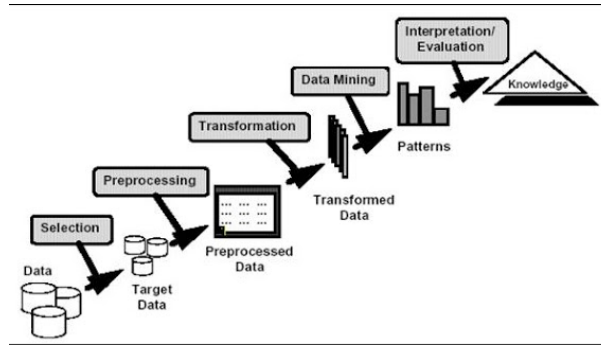 Interpretation/
Evaluation
Data Mining
Knowledge
Transformation
Patterns
Preprocessing
Transformed
Data
Selection
Preprocessed
Data
Data
Target
Data